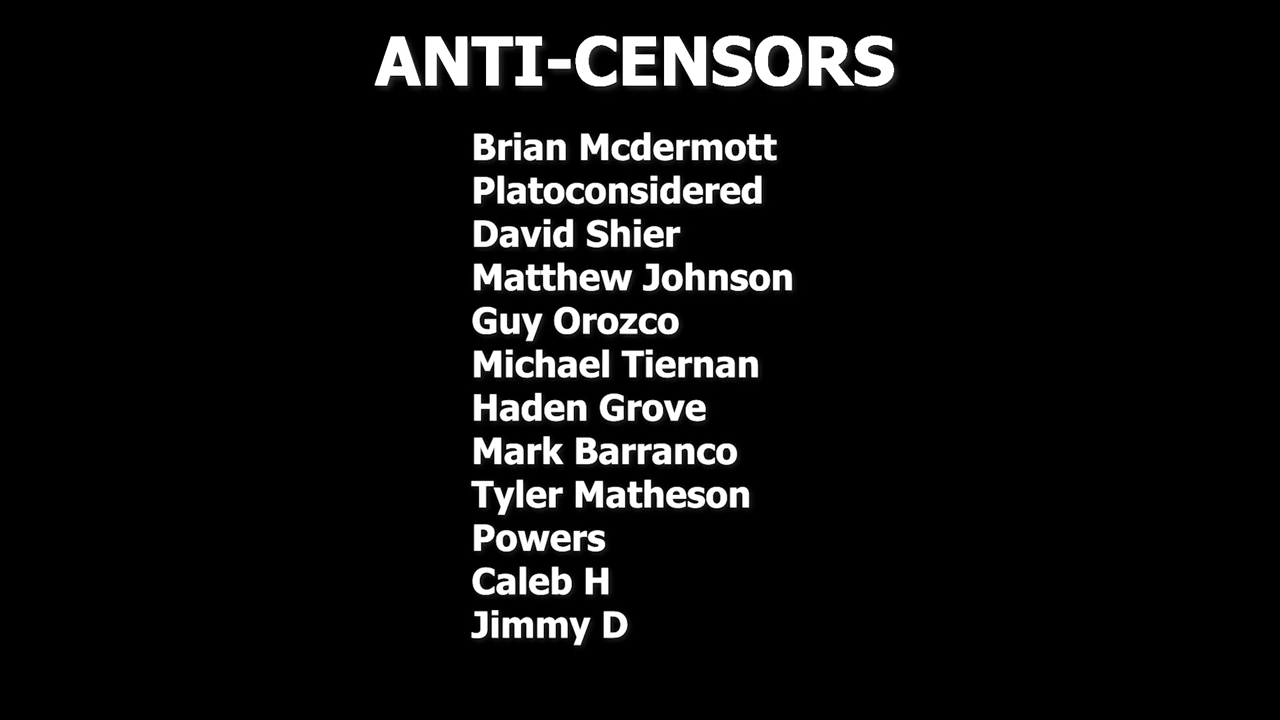 ANTI-CENSORS
Brian Mcdermott
Platoconsidered
David Shier
Matthew Johnson
Guy Orozco
Michael Tiernan
Haden Grove
Mark Barranco
Tyler Matheson
Powers
Caleb H
Jimmy D